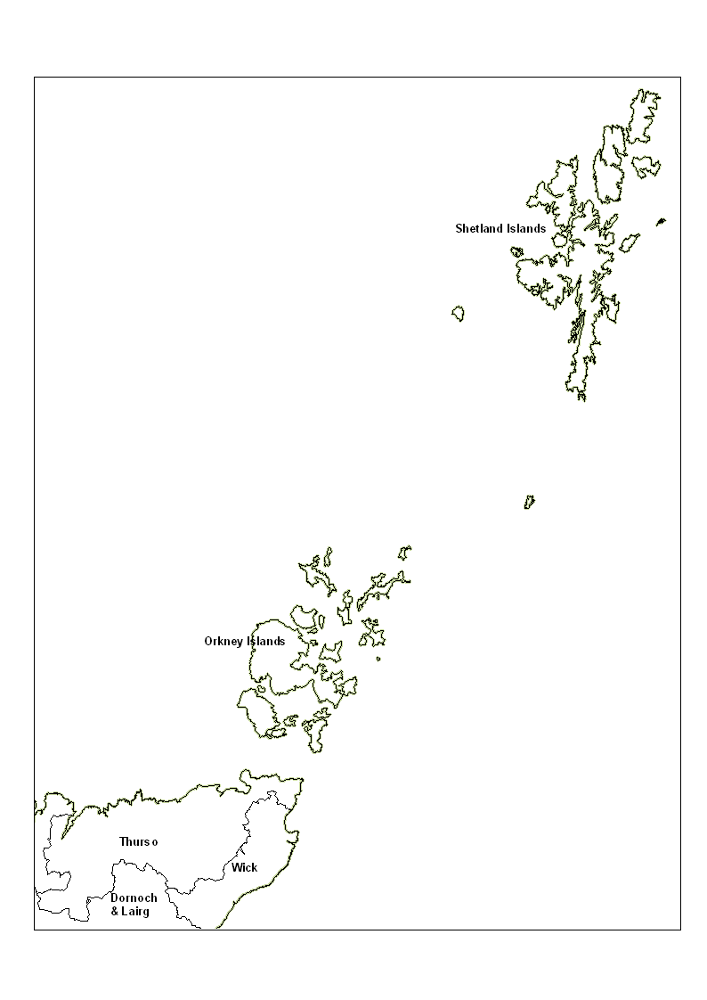 Shetland Islands
Orkney Islands
Thurso
Wick
Dornoch
& Lairg